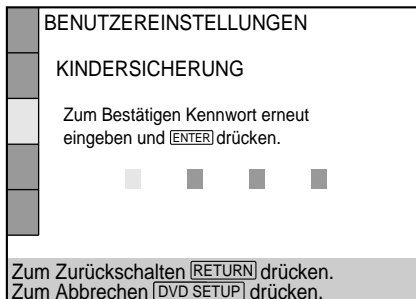 BENUTZEREINSTELLUNGEN
KINDERSICHERUNG
Zum Bestätigen Kennwort erneut
eingeben und ENTER drücken.
Zum Zurückschalten RETURN drücken.
Zum Abbrechen DVD SETUP drücken.